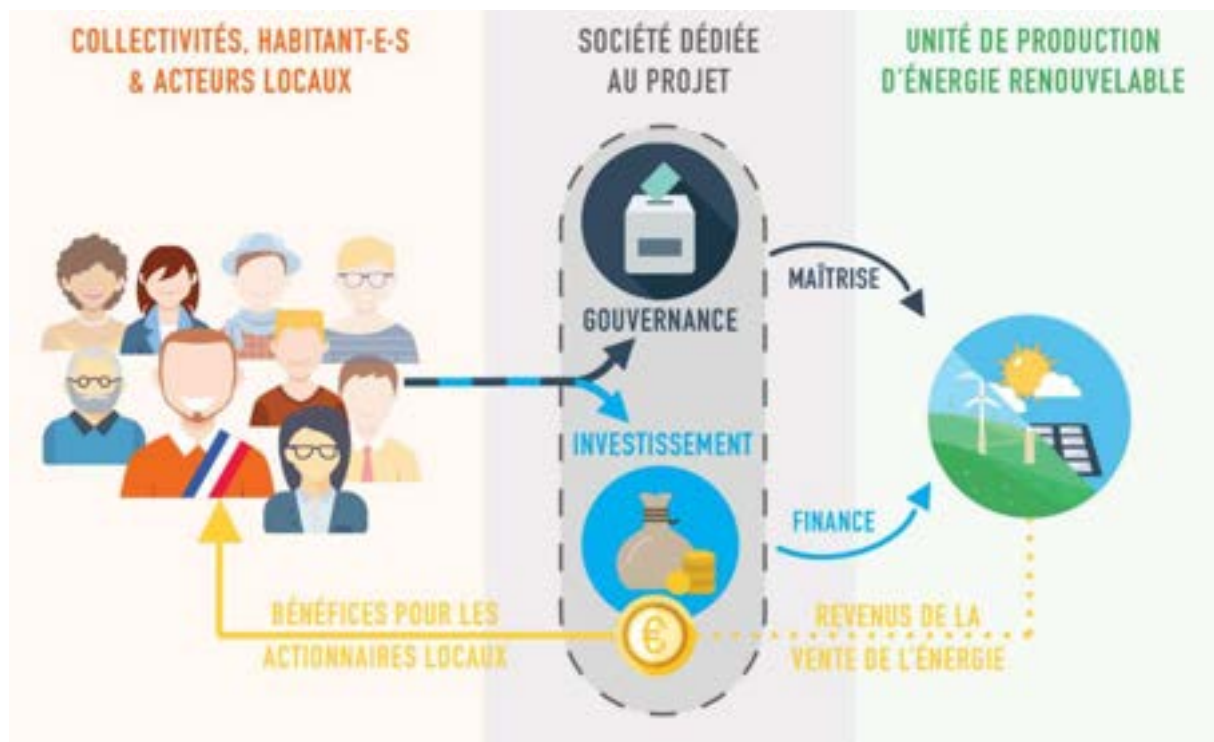 COLLECTIVITÉS, HABITANT·E·S
& ACTEURS LOCAUX
SOCIÉTÉ DÉDIÉE
AU PROJET
UNITÉ DE PRODUCTION
D'ÉNERGIE RENOUVELABLE
MAÎTRISE
GOUVERNANCE
INVESTISSEMENT
FINANCE
BÉNÉFICES POUR LES
ACTIONNAIRES LOCAUX
€
REVENUS DE LA
VENTE DE L'ÉNERGIE